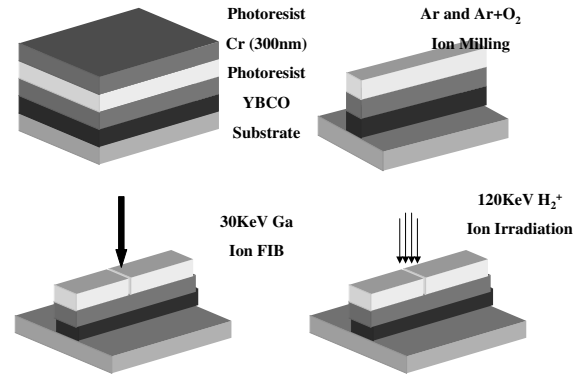 Photoresist
Cr (300nm)
Photoresist
YBCO
Substrate
Ar and Ar+O₂
Ion Milling
30KeV Ga
Ion FIB
120KeV H₂⁺
Ion Irradiation